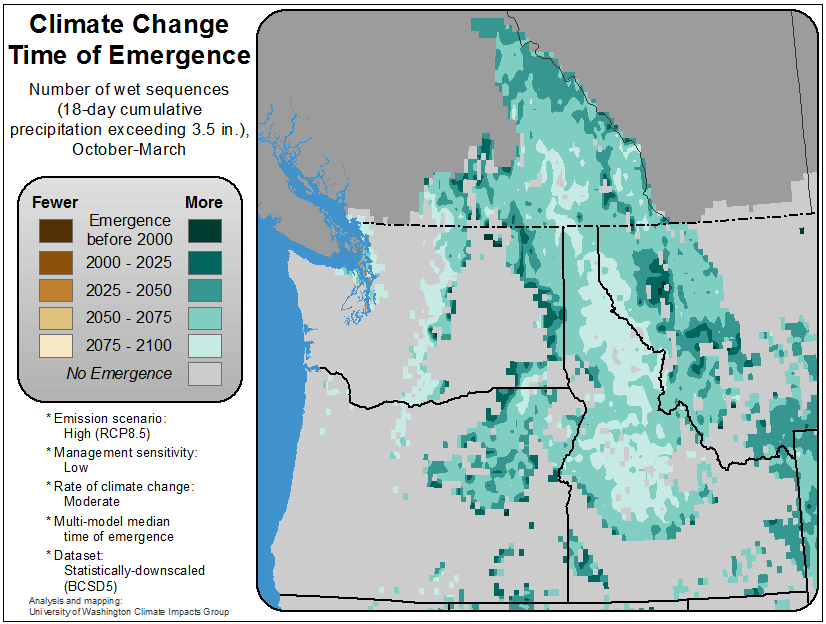 Climate Change
Time of Emergence
Number of wet sequences
(18-day cumulative
precipitation exceeding 3.5 in.),
October-March
Fewer More
Emergence
before 2000
2000 - 2025
2025 - 2050
2050 - 2075
2075 - 2100
No Emergence
* Emission scenario:
High (RCP8.5)
* Management sensitivity:
Low
* Rate of climate change:
Moderate
* Multi-model median
time of emergence
* Dataset:
Statistically-downscaled
(BCSD5)
Analysis and mapping:
University of Washington Climate Impacts Group